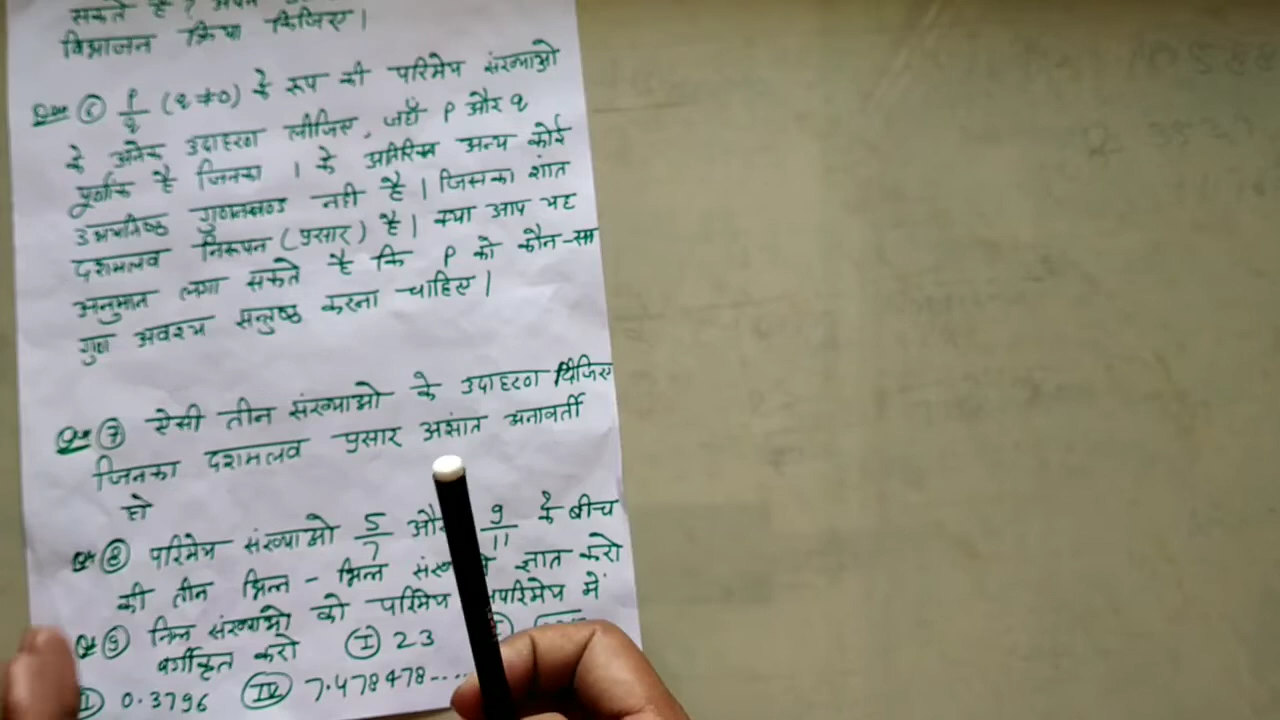 सकते है ?
विभाजन क्रिया किजिए।
Que ⑥ p/q (q ≠ 0) के रूप की परिमेय संख्याओ
के अनेक उदाहरण लीजिए, जहाँ p और q
पूर्णांक है जिनका 1 के अतिरिक्त अन्य कोई
उभयनिष्ठ गुणनखण्ड नही है। जिसका शांत
दशमलव निरूपन (प्रसार) है। क्या आप यह
अनुमान लगा सकते है कि p को कौन-सा
गुण अवश्य सन्तुष्ठ करना चाहिए।
Que ⑦ ऐसी तीन संख्याओ के उदाहरण दिजिए
जिनका दशमलव प्रसार अशांत अनावर्ती
हो
Que ⑧ परिमेय संख्याओ 5/7 और 9/11 के बीच
की तीन भिन्न - भिन्न ज्ञात करो
Que ⑨ निम्न संख्याओ को परिमेय अपरिमेय में
वर्गीकृत करो Ⓘ 23
0.3796 Ⓘⓥ 7.478478....